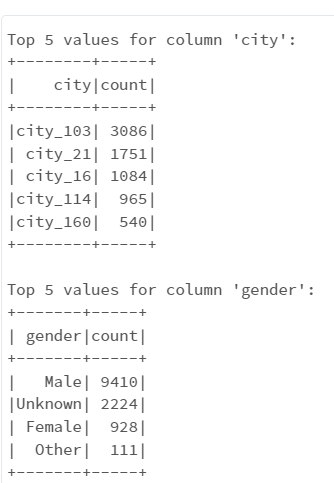 Top 5 values for column 'city':
+--------+-----+
|    city|count|
+--------+-----+
|city_103| 3086|
| city_21| 1751|
| city_16| 1084|
|city_114|  965|
|city_160|  540|
+--------+-----+
Top 5 values for column 'gender':
+-------+-----+
| gender|count|
+-------+-----+
|   Male| 9410|
|Unknown| 2224|
| Female|  928|
|  Other|  111|
+-------+-----+